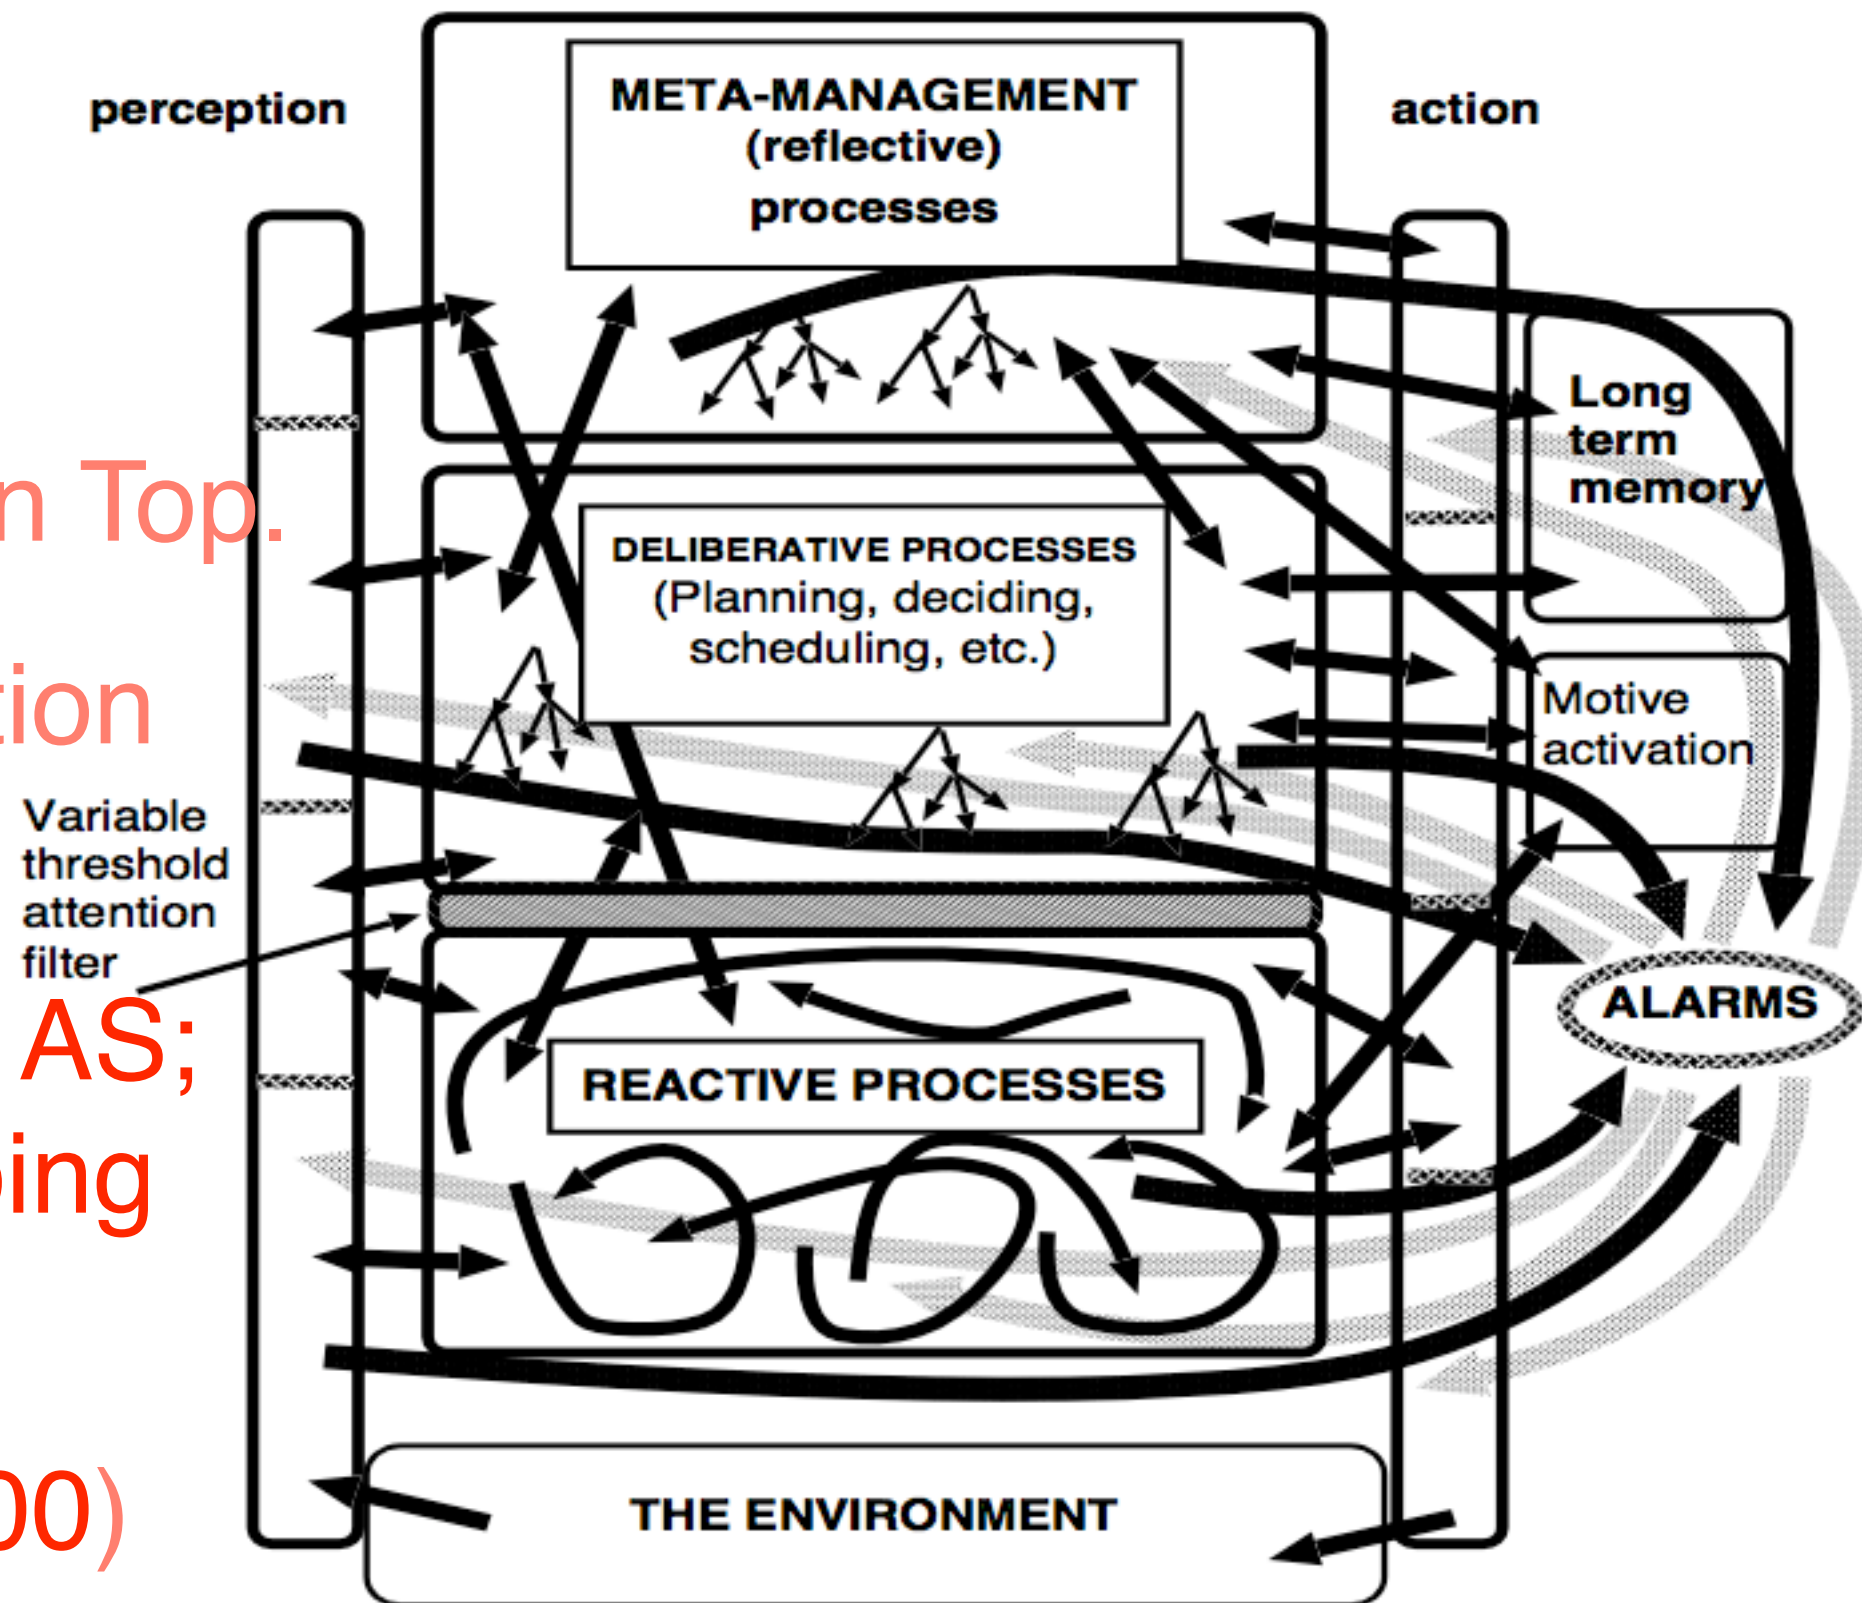 perception
META-MANAGEMENT
(reflective)
processes
action
Long
term
memory
n Top.
DELIBERATIVE PROCESSES
(Planning, deciding,
scheduling, etc.)
tion
Motive
activation
Variable
threshold
attention
filter
AS;
ALARMS
REACTIVE PROCESSES
ing
00)
THE ENVIRONMENT